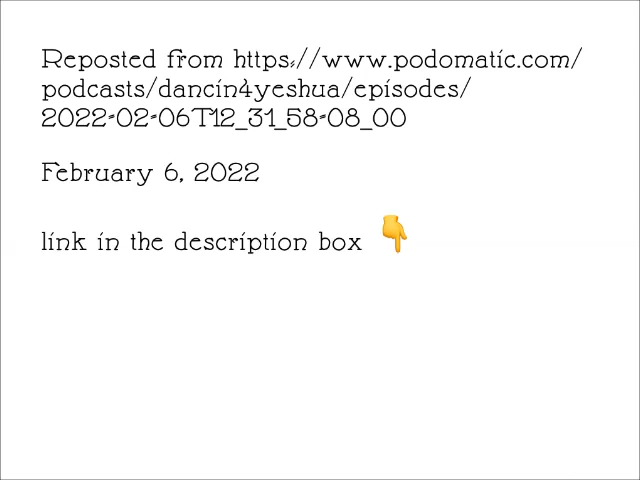 Reposted from https://www.podomatic.com/
podcasts/dancin4yeshua/episodes/
2022-02-06T12_31_58-08_00
February 6, 2022
link in the description box 👇